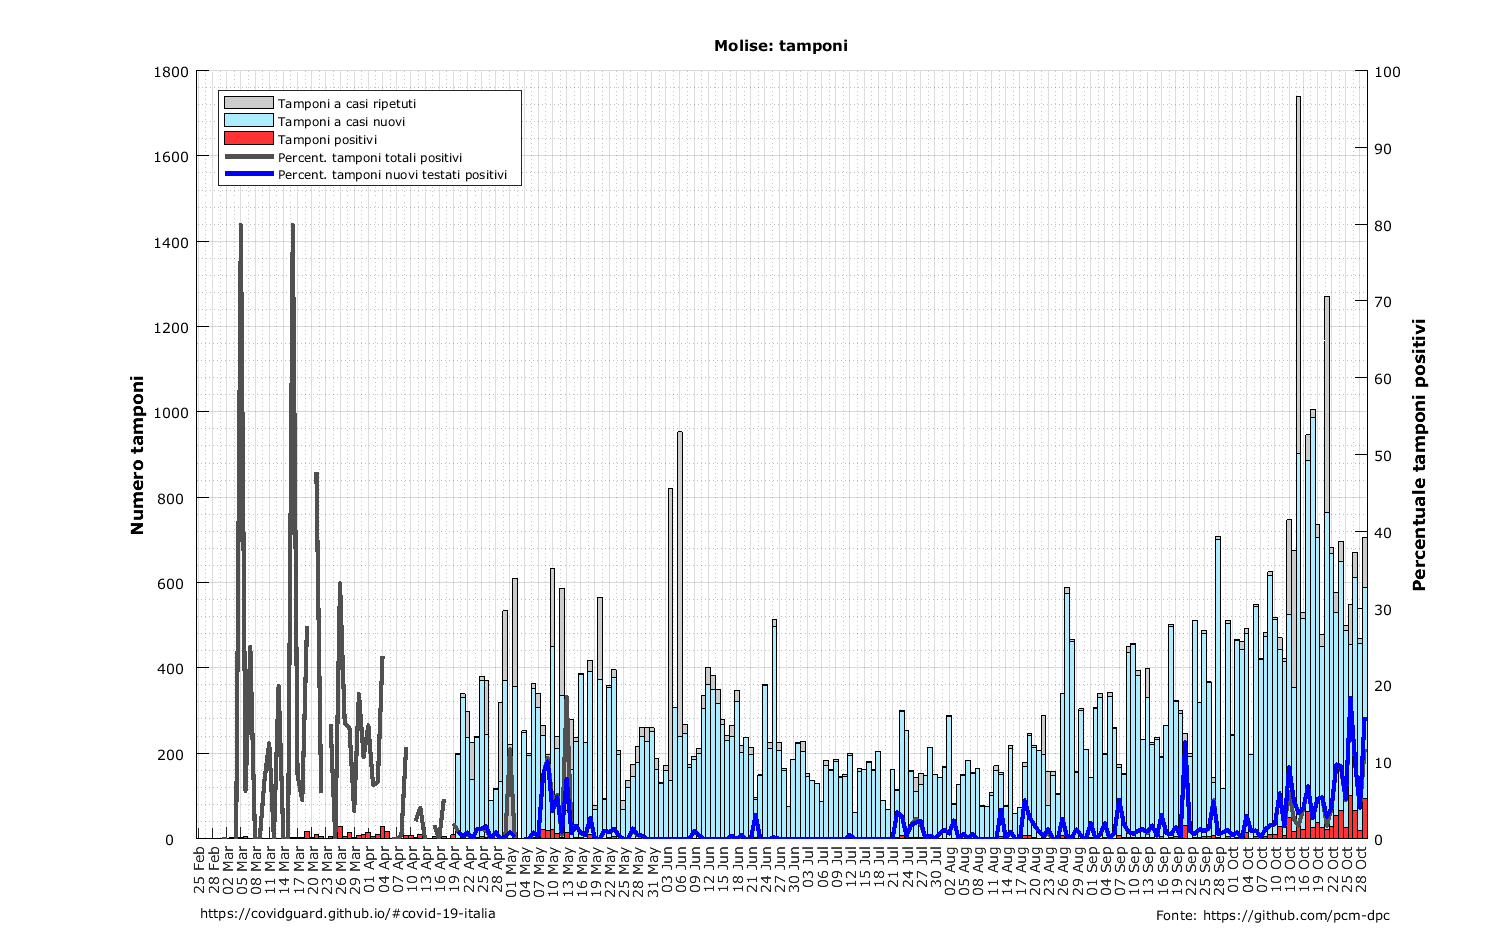 Molise: tamponi
Tamponi a casi ripetuti
Tamponi a casi nuovi
Tamponi positivi
Percent. tamponi totali positivi
Percent. tamponi nuovi testati positivi
Numero tamponi
1800
1600
1400
1200
1000
800
600
400
200
0
Percentuale tamponi positivi
100
90
80
70
60
50
40
30
20
10
0
25 Feb
28 Feb
02 Mar
05 Mar
08 Mar
11 Mar
14 Mar
17 Mar
20 Mar
23 Mar
26 Mar
29 Mar
01 Apr
04 Apr
07 Apr
10 Apr
13 Apr
16 Apr
19 Apr
22 Apr
25 Apr
28 Apr
01 May
04 May
07 May
10 May
13 May
16 May
19 May
22 May
25 May
28 May
31 May
03 Jun
06 Jun
09 Jun
12 Jun
15 Jun
18 Jun
21 Jun
24 Jun
27 Jun
30 Jun
03 Jul
06 Jul
09 Jul
12 Jul
15 Jul
18 Jul
21 Jul
24 Jul
27 Jul
30 Jul
02 Aug
05 Aug
08 Aug
11 Aug
14 Aug
17 Aug
20 Aug
23 Aug
26 Aug
29 Aug
01 Sep
04 Sep
07 Sep
10 Sep
13 Sep
16 Sep
19 Sep
22 Sep
25 Sep
28 Sep
01 Oct
04 Oct
07 Oct
10 Oct
13 Oct
16 Oct
19 Oct
22 Oct
25 Oct
28 Oct
https://covidguard.github.io/#covid-19-italia
Fonte: https://github.com/pcm-dpc